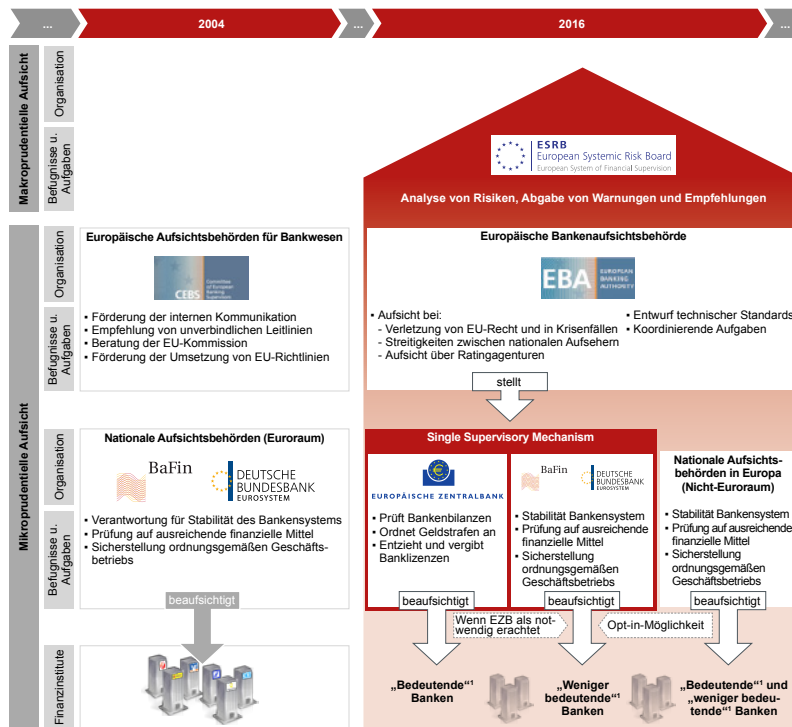 ...
2004
...
2016
...
Makroprudentielle Aufsicht
Organisation
Befugnisse u.
Aufgaben
ESRB
European Systemic Risk Board
European System of Financial Supervision
Analyse von Risiken, Abgabe von Warnungen und Empfehlungen
Mikroprudentielle Aufsicht
Organisation
Europäische Aufsichtsbehörden für Bankwesen
CEBS
Committee
of European
Banking
Supervisors
Europäische Bankenaufsichtsbehörde
EBA
EUROPEAN
BANKING
AUTHORITY
Befugnisse u.
Aufgaben
▪ Förderung der internen Kommunikation
▪ Empfehlung von unverbindlichen Leitlinien
▪ Beratung der EU-Kommission
▪ Förderung der Umsetzung von EU-Richtlinien
▪ Aufsicht bei:
- Verletzung von EU-Recht und in Krisenfällen
- Streitigkeiten zwischen nationalen Aufsehern
- Aufsicht über Ratingagenturen
▪ Entwurf technischer Standards
▪ Koordinierende Aufgaben
stellt
Organisation
Nationale Aufsichtsbehörden (Euroraum)
BaFin
DEUTSCHE
BUNDESBANK
EUROSYSTEM
Single Supervisory Mechanism
EUROPÄISCHE ZENTRALBANK
BaFin
DEUTSCHE
BUNDESBANK
EUROSYSTEM
Nationale Aufsichts-
behörden in Europa
(Nicht-Euroraum)
Befugnisse u.
Aufgaben
▪ Verantwortung für Stabilität des Bankensystems
▪ Prüfung auf ausreichende finanzielle Mittel
▪ Sicherstellung ordnungsgemäßen Geschäfts-
betriebs
▪ Prüft Bankenbilanzen
▪ Ordnet Geldstrafen an
▪ Entzieht und vergibt
Banklizenzen
▪ Stabilität Bankensystem
▪ Prüfung auf ausreichende
finanzielle Mittel
▪ Sicherstellung
ordnungsgemäßen
Geschäftsbetriebs
▪ Stabilität Bankensystem
▪ Prüfung auf ausreichende
finanzielle Mittel
▪ Sicherstellung
ordnungsgemäßen
Geschäftsbetriebs
beaufsichtigt
beaufsichtigt
beaufsichtigt
beaufsichtigt
Wenn EZB als not-
wendig erachtet
Opt-in-Möglichkeit
Finanzinstitute
„Bedeutende“¹
Banken
„Weniger
bedeutende“¹
Banken
„Bedeutende“¹ und
„weniger bedeu-
tende“¹ Banken